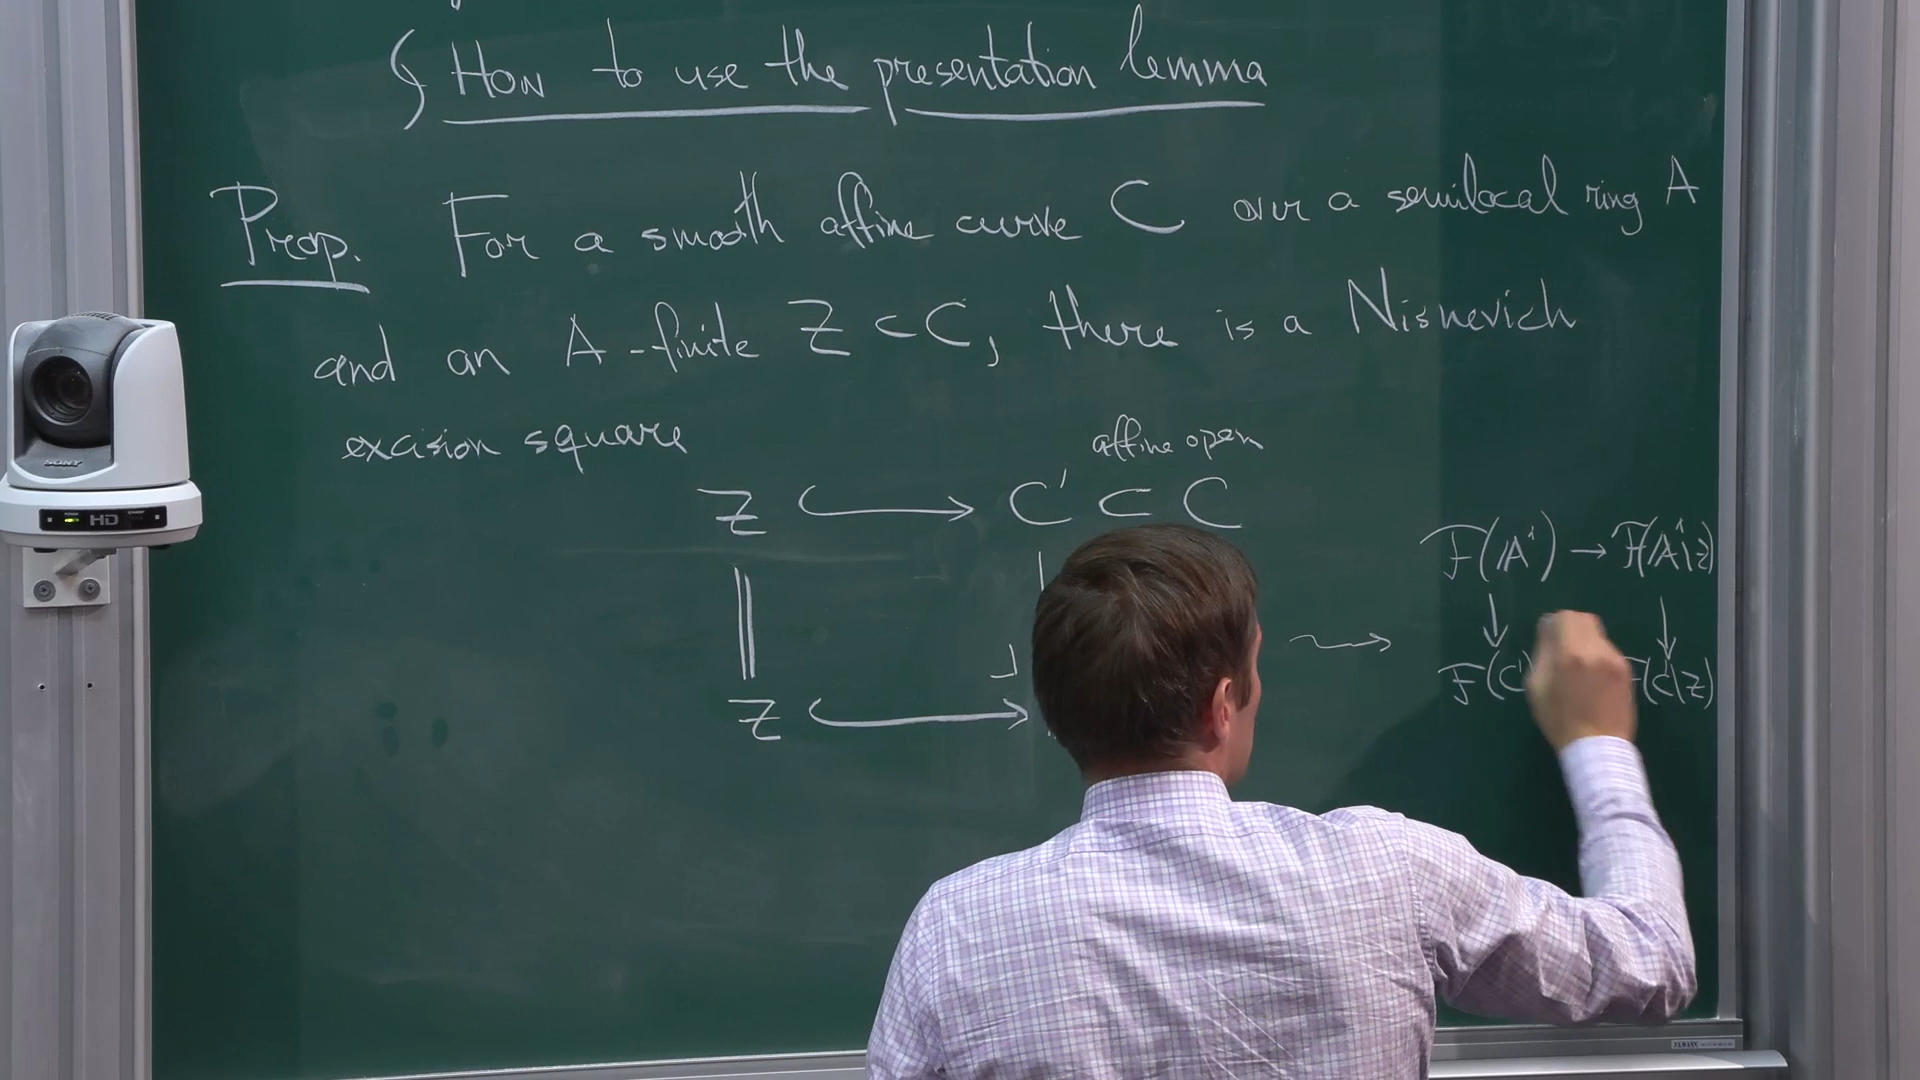 § How to use the presentation lemma
Prop. For a smooth affine curve C over a semilocal ring A
and an A-finite Z ⊂ C, there is a Nisnevich
excision square
affine open
Z ↪ C' ⊂ C
F(A¹) → F(A¹\Z)
F(C') F(C'\Z)
Z ↪
SONY
HD